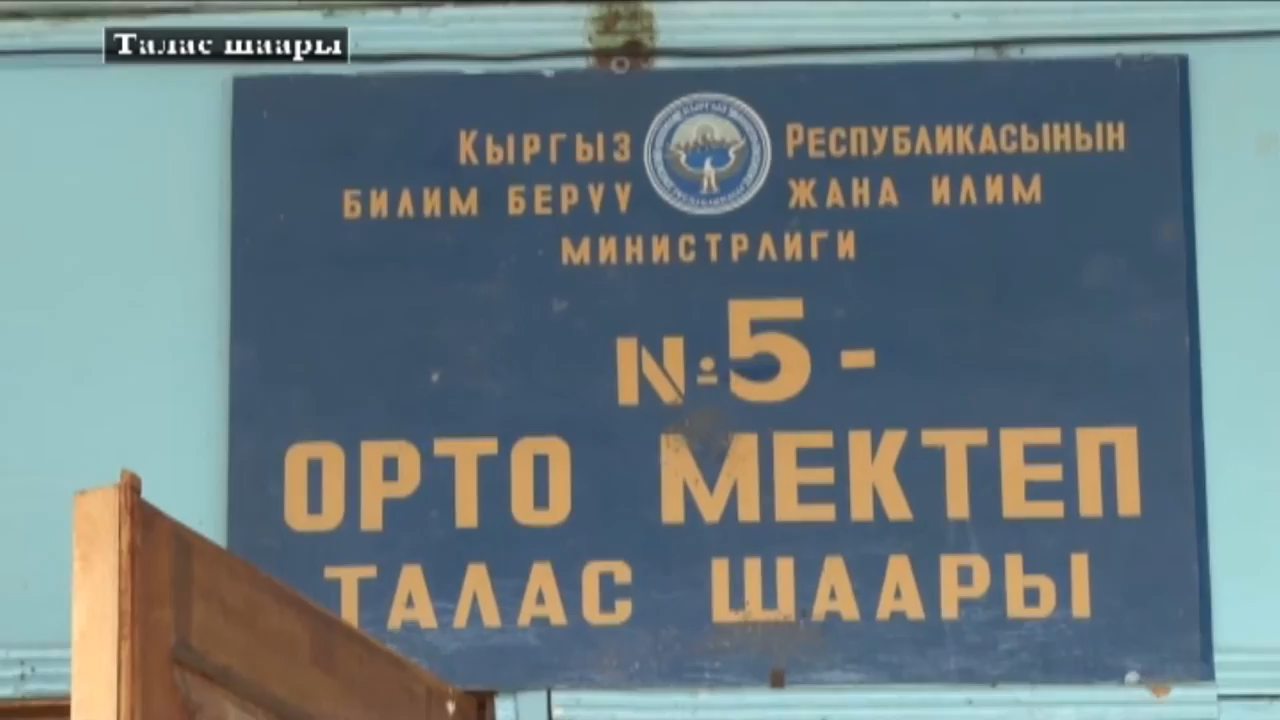 Талас шаары
Кыргыз Республикасынын
билим берүү жана илим
министрлиги
№5-
орто мектеп
Талас шаары